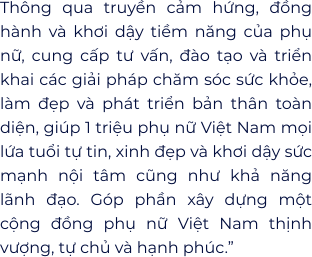 Thông qua truyền cảm hứng, đồng
hành và khơi dậy tiềm năng của phụ
nữ, cung cấp tư vấn, đào tạo và triển
khai các giải pháp chăm sóc sức khỏe,
làm đẹp và phát triển bản thân toàn
diện, giúp 1 triệu phụ nữ Việt Nam mọi
lứa tuổi tự tin, xinh đẹp và khơi dậy sức
mạnh nội tâm cũng như khả năng
lãnh đạo. Góp phần xây dựng một
cộng đồng phụ nữ Việt Nam thịnh
vượng, tự chủ và hạnh phúc.”